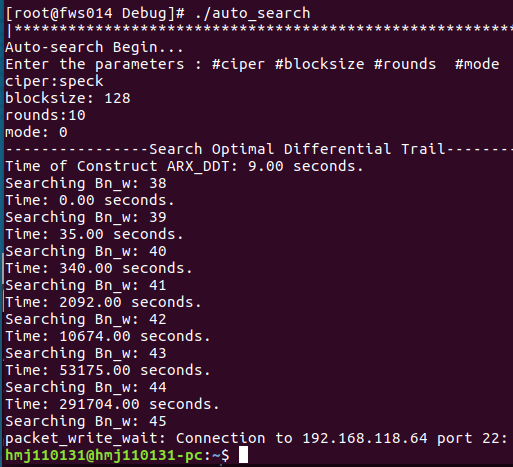 [root@fws014 Debug]# ./auto_search
|*************************************************************
Auto-search Begin...
Enter the parameters : #ciper #blocksize #rounds  #mode
ciper:speck
blocksize: 128
rounds:10
mode: 0
----------------Search Optimal Differential Trail--------
Time of Construct ARX_DDT: 9.00 seconds.
Searching Bn_w: 38
Time: 0.00 seconds.
Searching Bn_w: 39
Time: 35.00 seconds.
Searching Bn_w: 40
Time: 340.00 seconds.
Searching Bn_w: 41
Time: 2092.00 seconds.
Searching Bn_w: 42
Time: 10674.00 seconds.
Searching Bn_w: 43
Time: 53175.00 seconds.
Searching Bn_w: 44
Time: 291704.00 seconds.
Searching Bn_w: 45
packet_write_wait: Connection to 192.168.118.64 port 22:
hmj110131@hmj110131-pc:~$